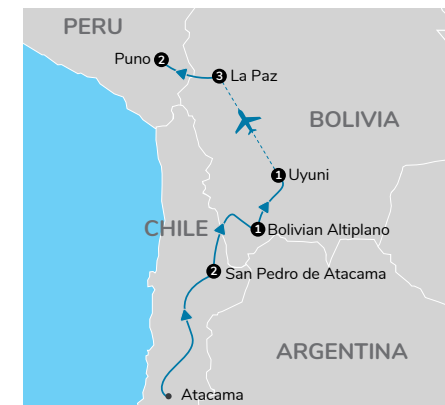 PERU
Puno 2
3 La Paz
BOLIVIA
1 Uyuni
CHILE
1 Bolivian Altiplano
2 San Pedro de Atacama
ARGENTINA
Atacama